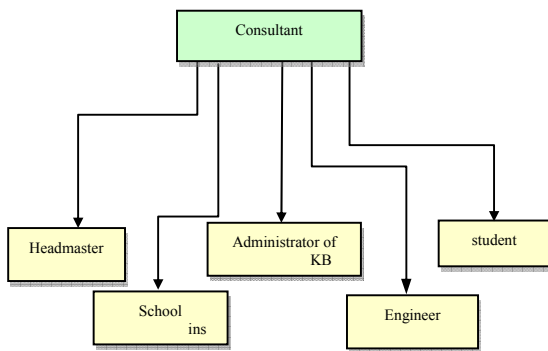 Consultant
Headmaster
Administrator of
KB
student
School
ins
Engineer